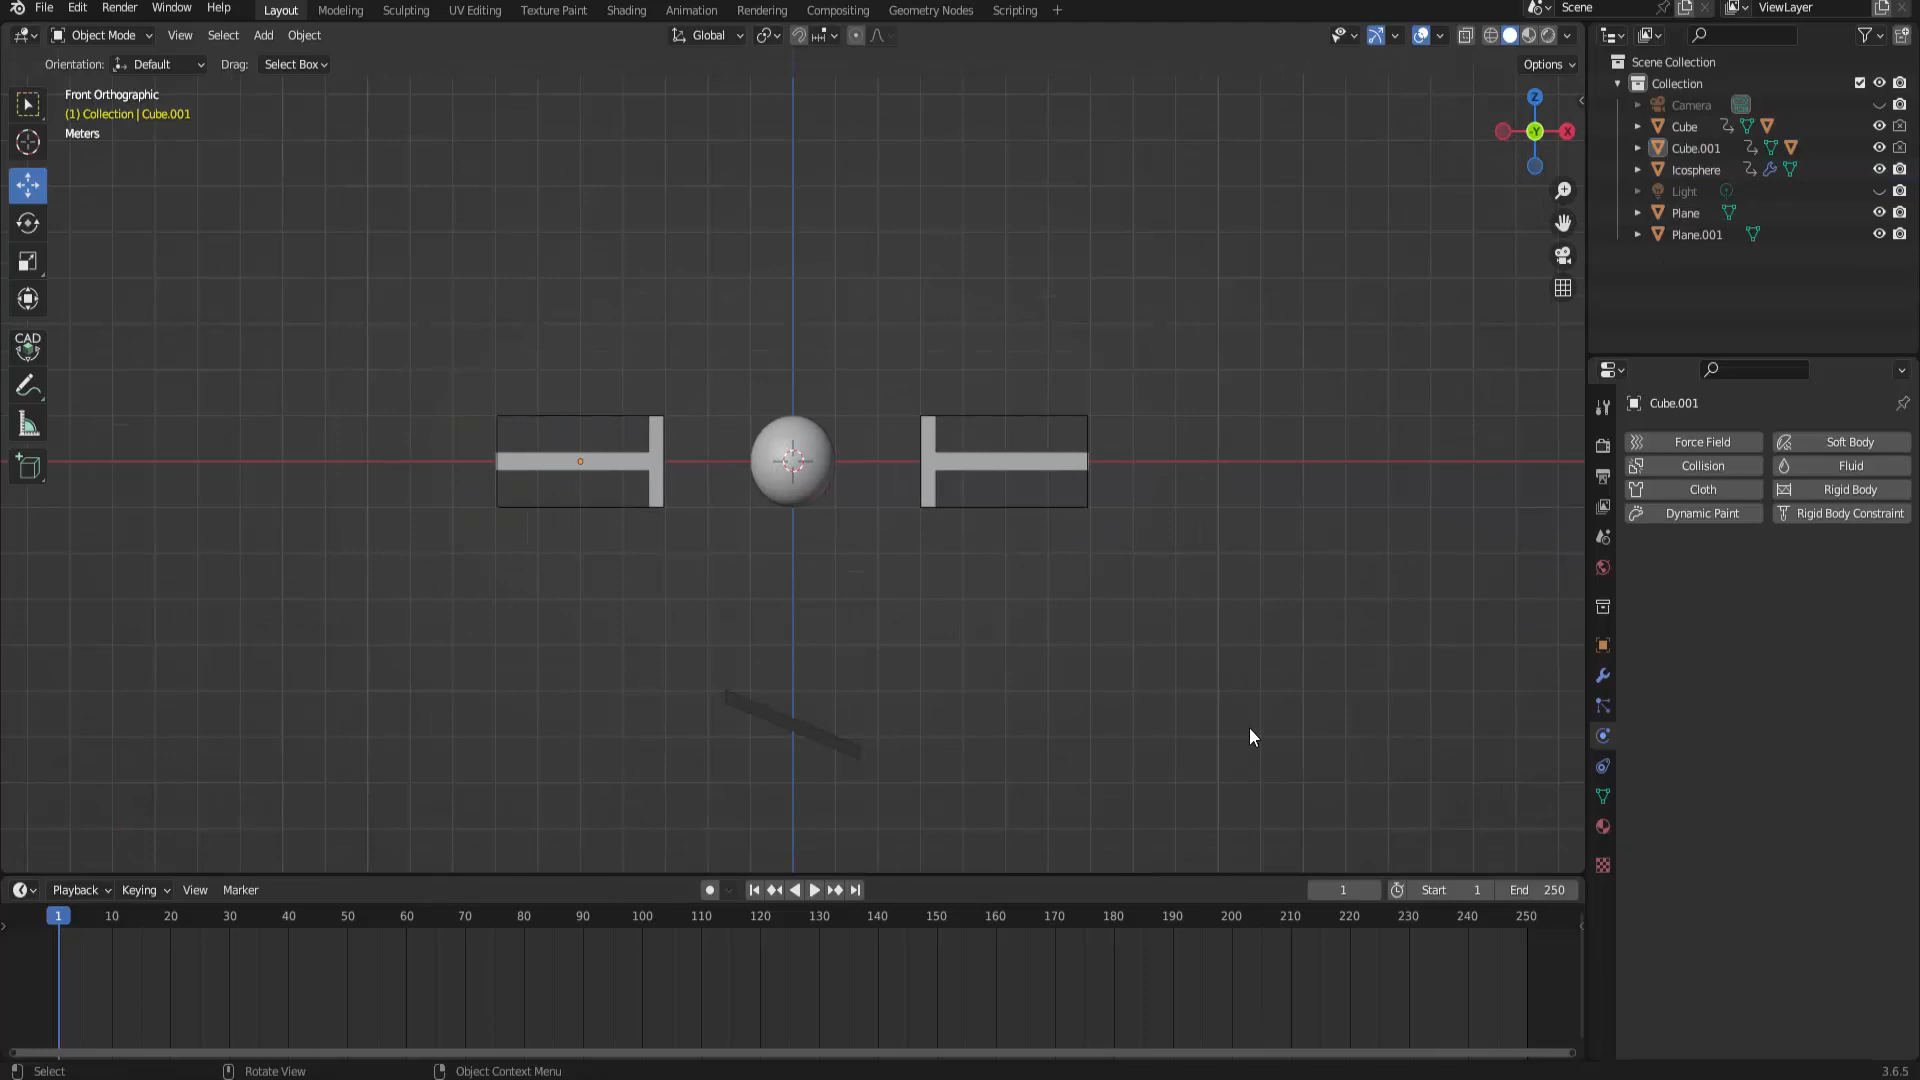 File Edit Render Window Help Layout Modeling Sculpting UV Editing Texture Paint Shading Animation Rendering Compositing Geometry Nodes Scripting + Scene ViewLayer
Object Mode View Select Add Object Global
Orientation: Default Drag: Select Box Options
Front Orthographic
(1) Collection | Cube.001
Meters
Z
-Y X
CAD
Scene Collection
Collection
Camera
Cube
Cube.001
Icosphere
Light
Plane
Plane.001
Cube.001
Force Field Soft Body
Collision Fluid
Cloth Rigid Body
Dynamic Paint Rigid Body Constraint
Playback Keying View Marker 1 Start 1 End 250
1 10 20 30 40 50 60 70 80 90 100 110 120 130 140 150 160 170 180 190 200 210 220 230 240 250
Select Rotate View Object Context Menu 3.6.5